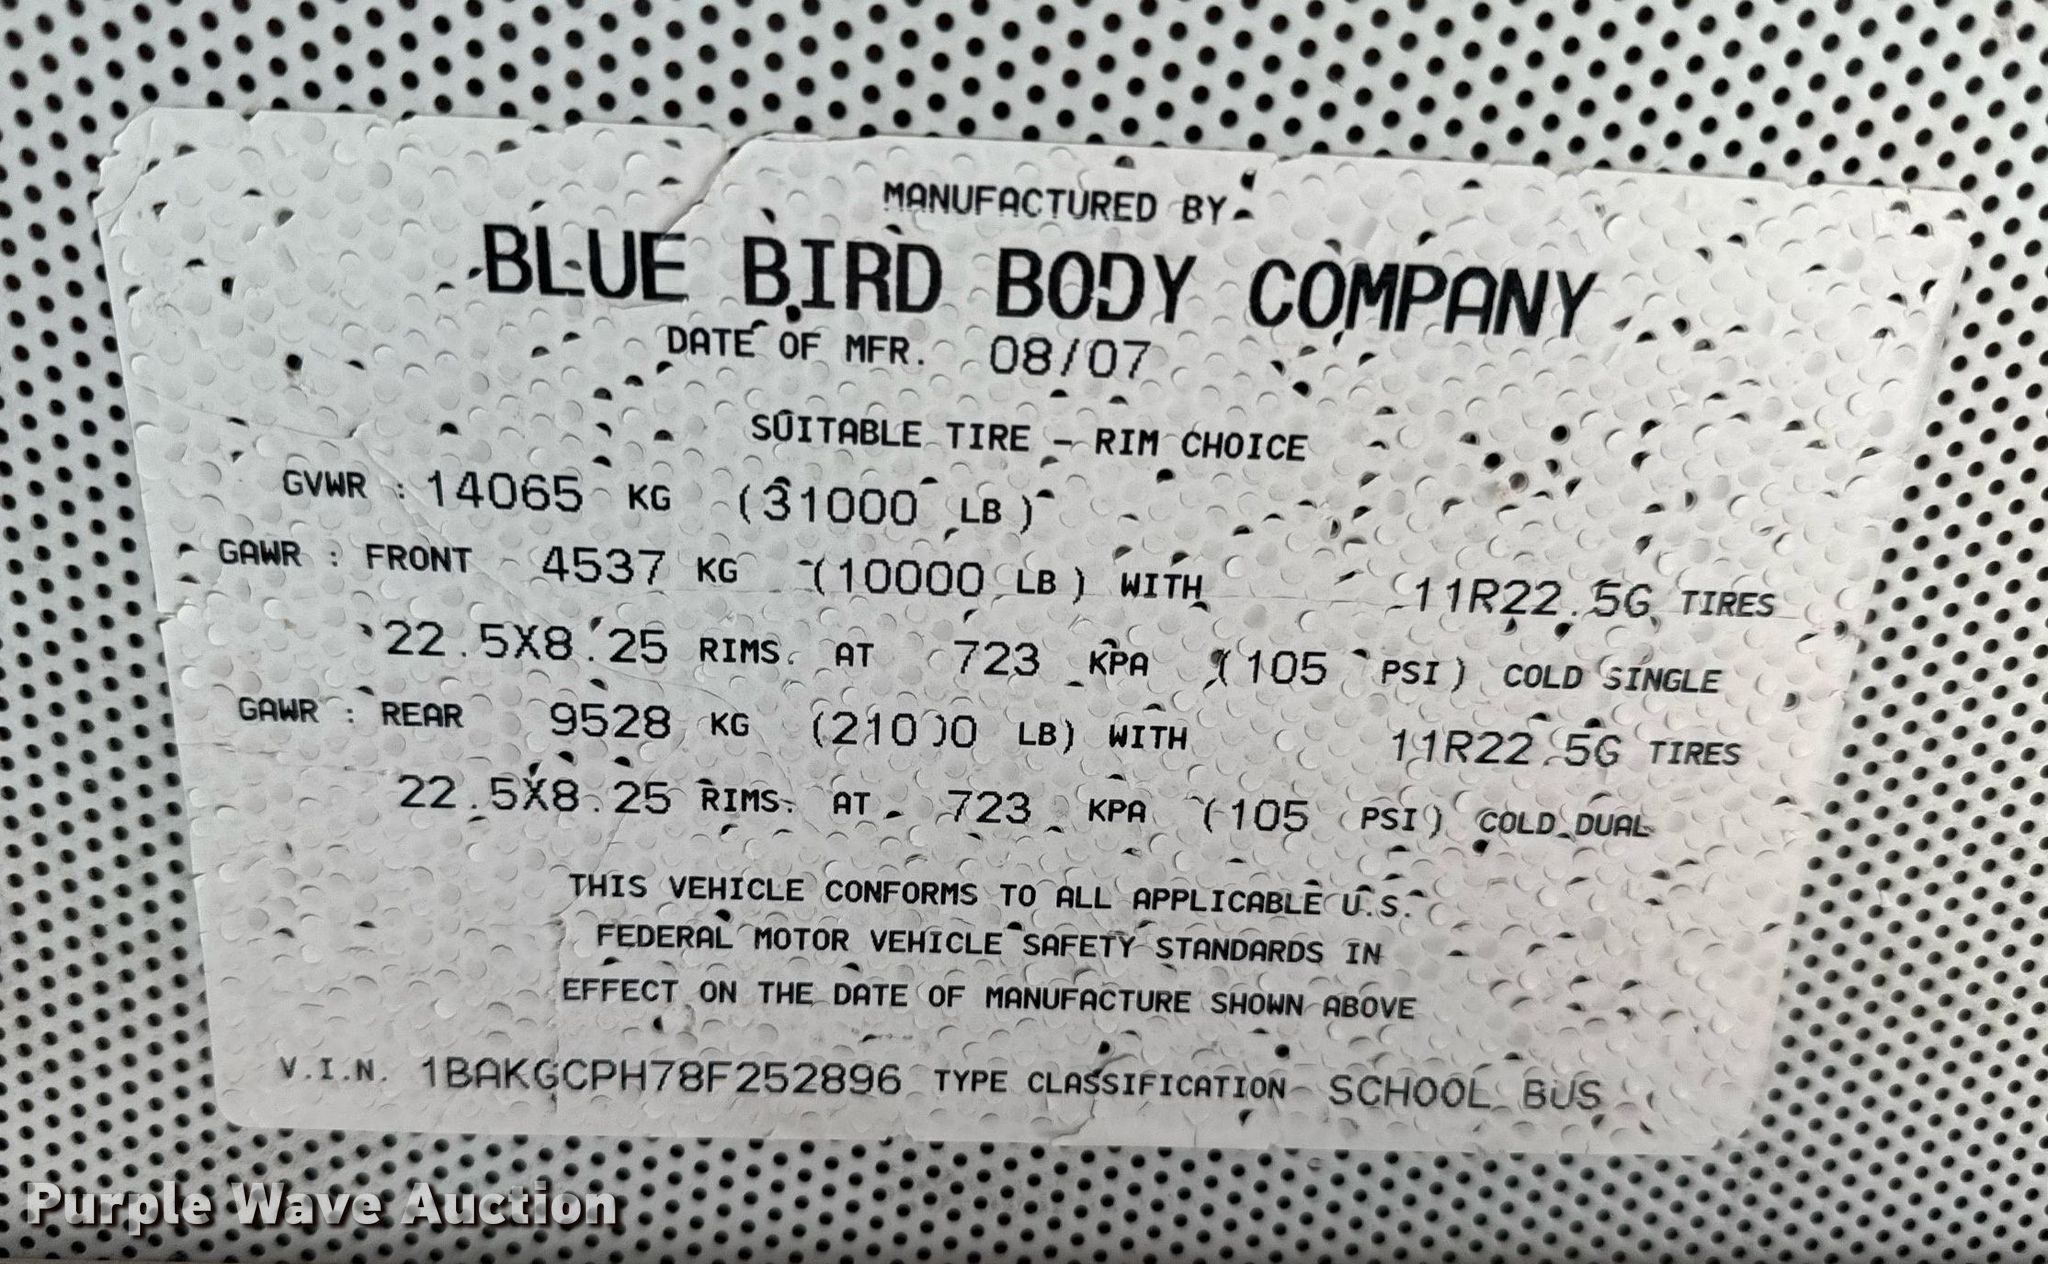 MANUFACTURED BY
BLUE BIRD BODY COMPANY
DATE OF MFR. 08/07
SUITABLE TIRE - RIM CHOICE
GVWR : 14065 KG (31000 LB)
GAWR : FRONT 4537 KG (10000 LB) WITH 11R22.5G TIRES
22.5X8.25 RIMS. AT 723 KPA (105 PSI) COLD SINGLE
GAWR : REAR 9528 KG (21000 LB) WITH 11R22.5G TIRES
22.5X8.25 RIMS. AT 723 KPA (105 PSI) COLD DUAL
THIS VEHICLE CONFORMS TO ALL APPLICABLE U.S.
FEDERAL MOTOR VEHICLE SAFETY STANDARDS IN
EFFECT ON THE DATE OF MANUFACTURE SHOWN ABOVE
V.I.N. 1BAKGCPH78F252896 TYPE CLASSIFICATION SCHOOL BUS
Purple Wave Auction